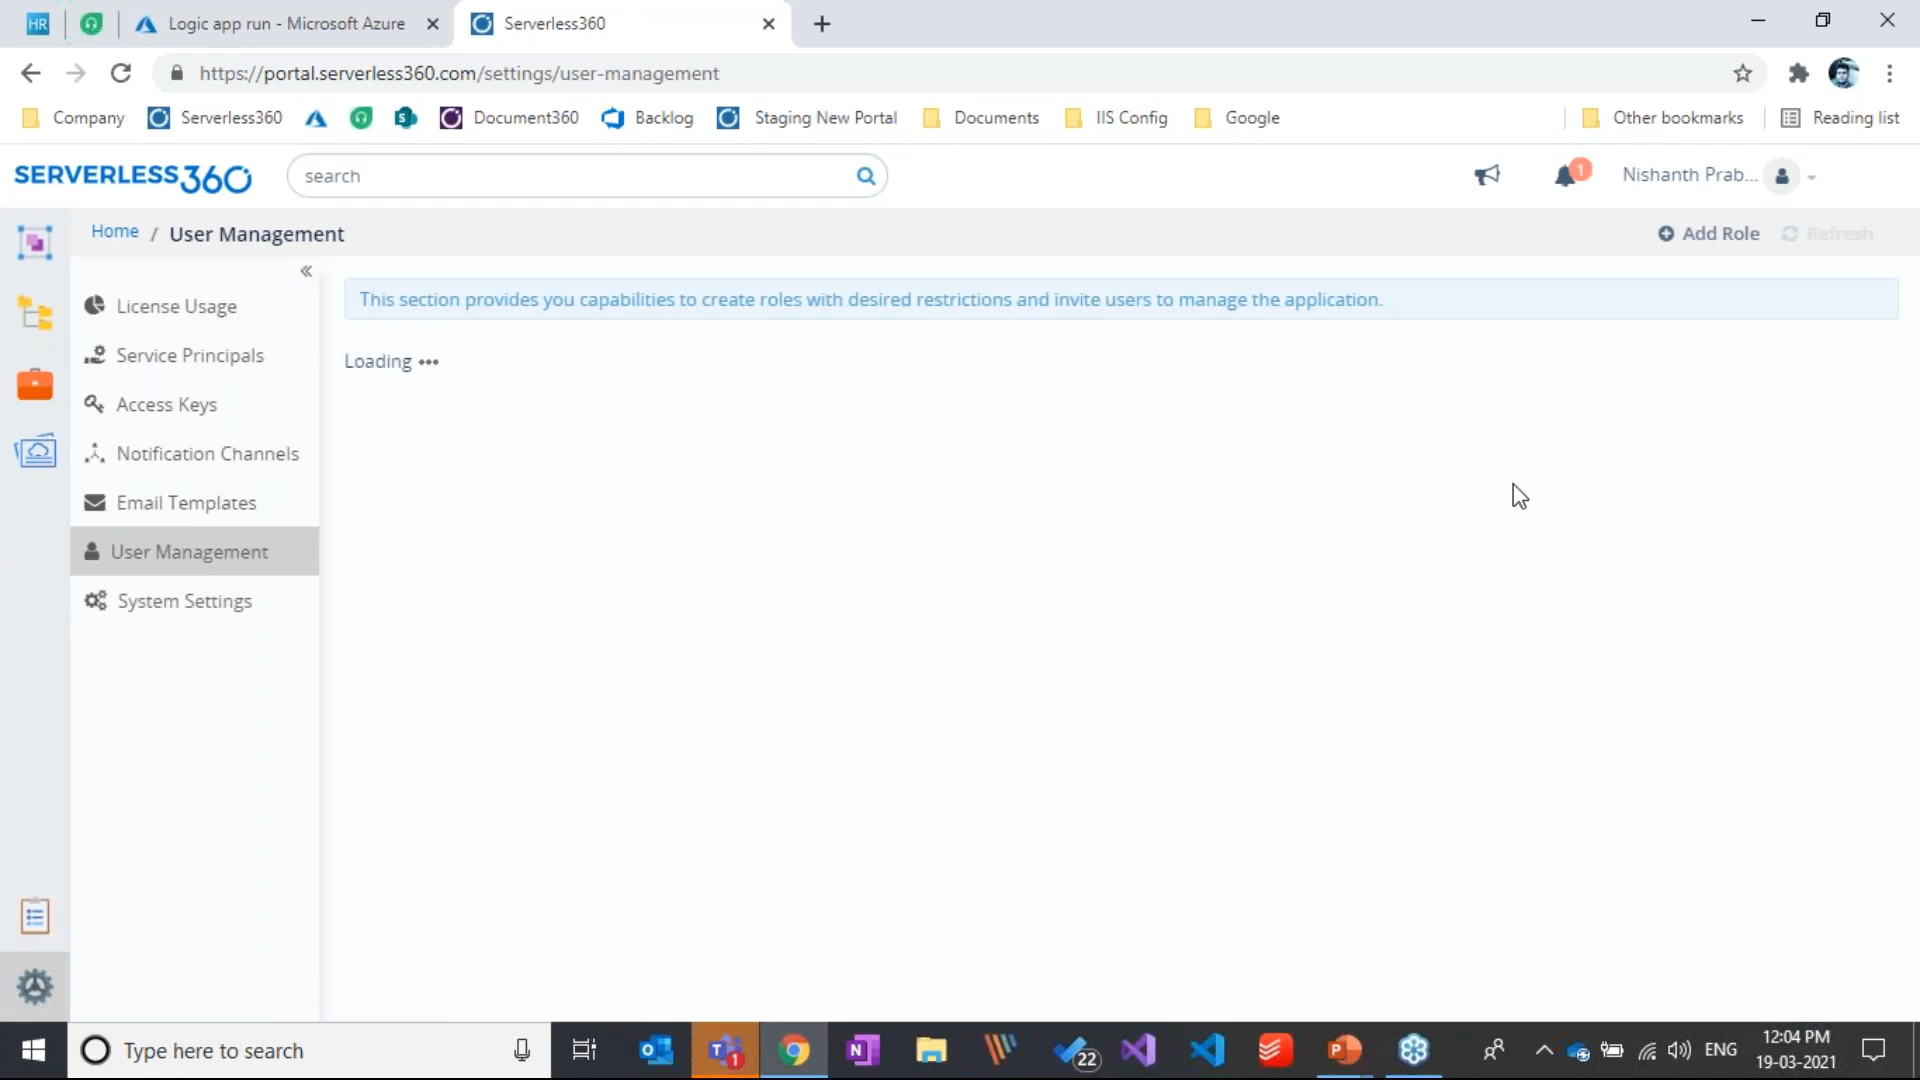 HR
Logic app run - Microsoft Azure
Serverless360
https://portal.serverless360.com/settings/user-management
Company
Serverless360
S
Document360
Backlog
Staging New Portal
Documents
IIS Config
Google
Other bookmarks
Reading list
SERVERLESS360
search
1
Nishanth Prab...
Home / User Management
Add Role
Refresh
License Usage
Service Principals
Access Keys
Notification Channels
Email Templates
User Management
System Settings
This section provides you capabilities to create roles with desired restrictions and invite users to manage the application.
Loading •••
Type here to search
O
T
1
N
22
P
ENG
12:04 PM
19-03-2021